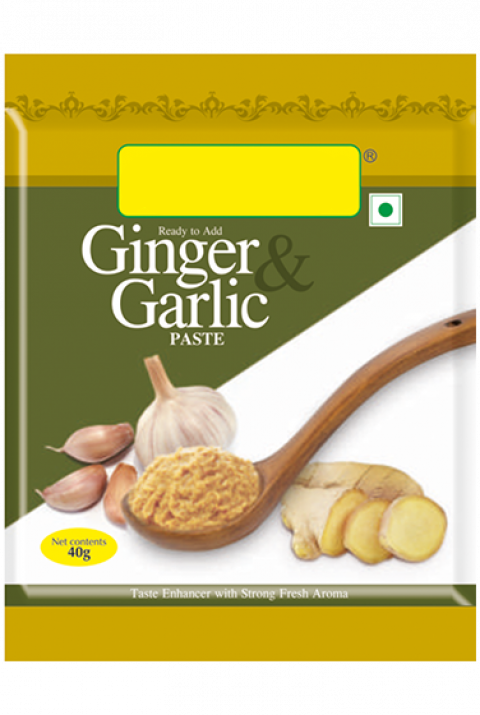 ®
Ready to Add
Ginger &
Garlic
PASTE
Net contents
40g
Taste Enhancer with Strong Fresh Aroma